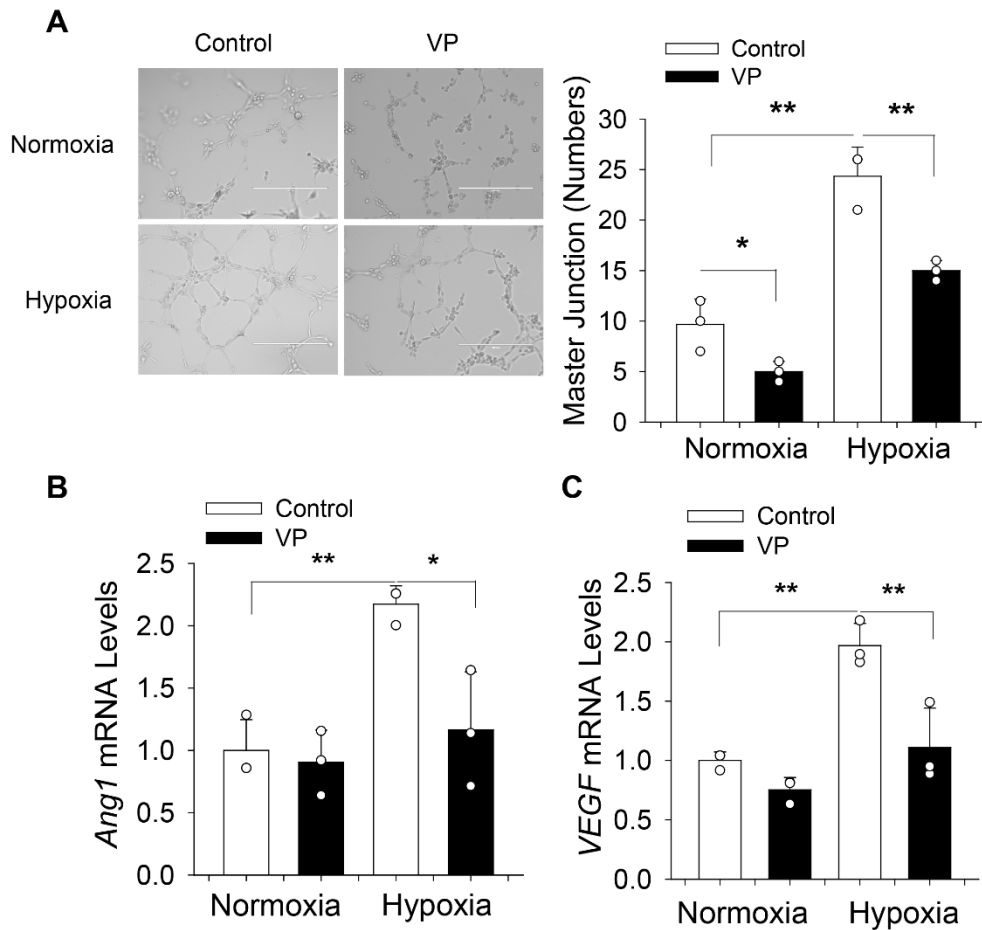 A
Control VP
Normoxia
Hypoxia
Control
VP
Master Junction (Numbers)
30
25
20
15
10
5
0
** **
*
Normoxia Hypoxia
B
Control
VP
Ang1 mRNA Levels
2.5
2.0
1.5
1.0
0.5
0.0
** *
Normoxia Hypoxia
C
Control
VP
VEGF mRNA Levels
2.5
2.0
1.5
1.0
0.5
0.0
** **
Normoxia Hypoxia